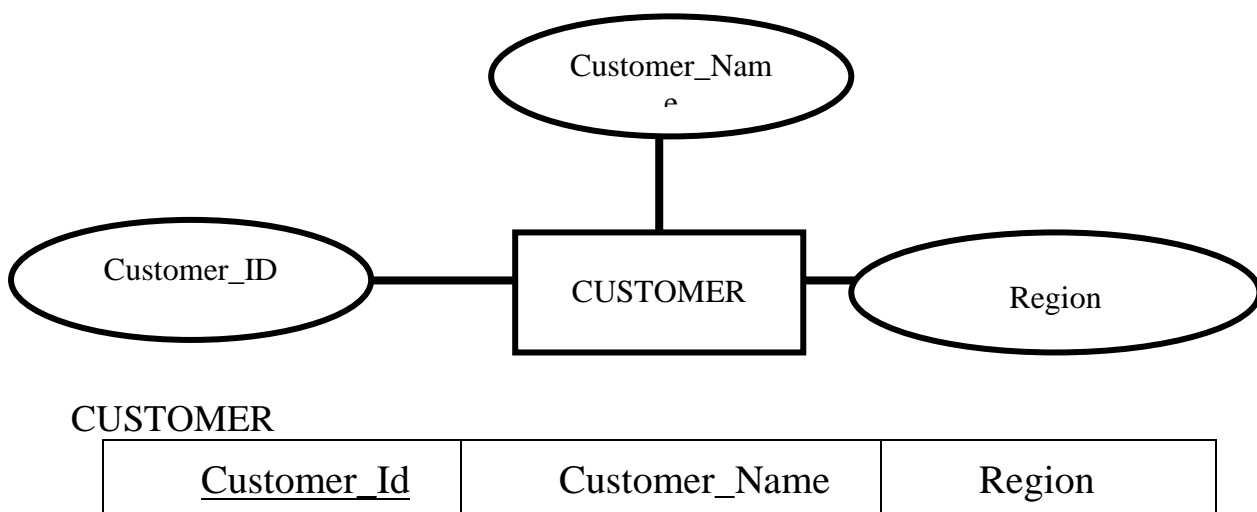 Customer_Nam
e
Customer_ID
CUSTOMER
Region
CUSTOMER
Customer_Id Customer_Name Region